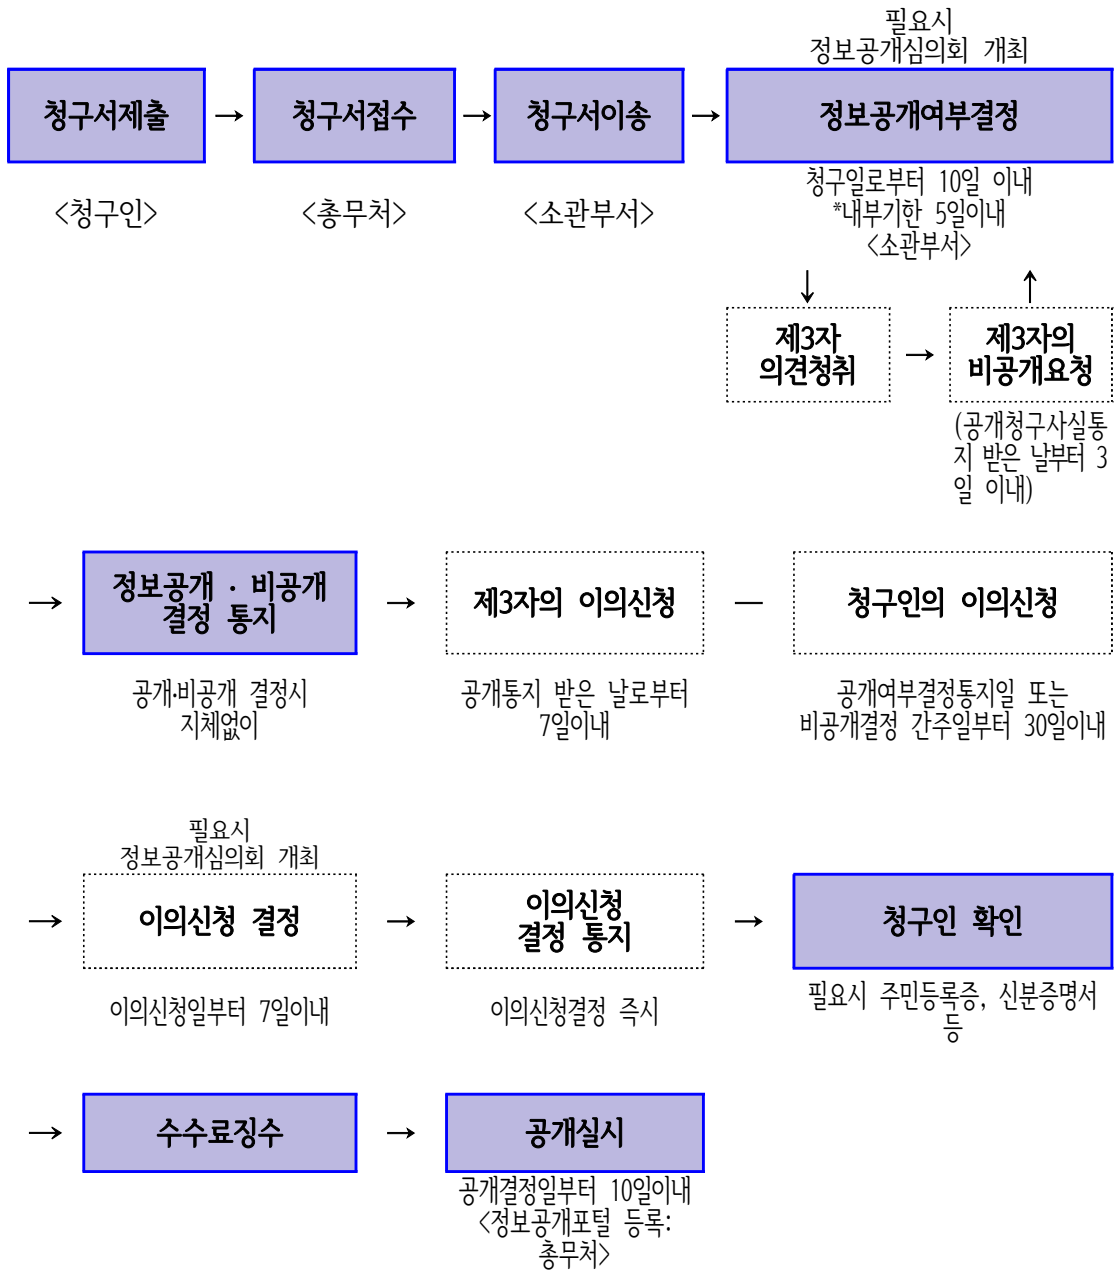 필요시
정보공개심의회 개최
청구서제출 → 청구서접수 → 청구서이송 → 정보공개여부결정
<청구인> <총무처> <소관부서>
청구일로부터 10일 이내
*내부기한 5일이내
<소관부서>
↓ ↑
제3자
의견청취
→
제3자의
비공개요청
(공개청구사실통
지 받은 날부터 3
일 이내)
→
정보공개 · 비공개
결정 통지
→ 제3자의 이의신청 — 청구인의 이의신청
공개·비공개 결정시
지체없이
공개통지 받은 날로부터
7일이내
공개여부결정통지일 또는
비공개결정 간주일부터 30일이내
필요시
정보공개심의회 개최
→ 이의신청 결정 →
이의신청
결정 통지
→ 청구인 확인
이의신청일부터 7일이내
이의신청결정 즉시
필요시 주민등록증, 신분증명서
등
→ 수수료징수 → 공개실시
공개결정일부터 10일이내
<정보공개포털 등록:
총무처>